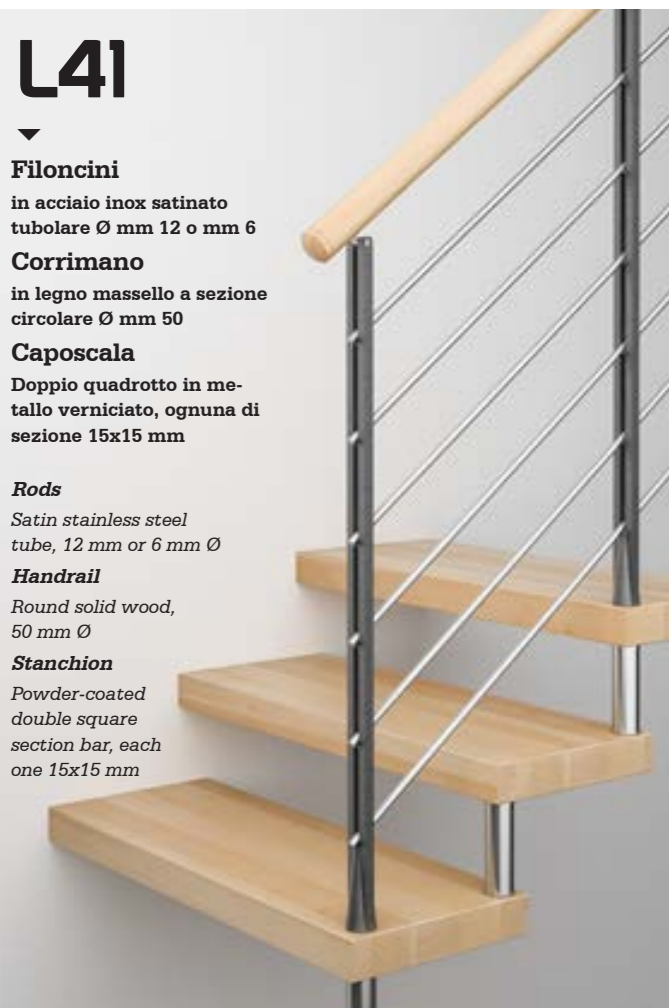 L41
Filoncini
in acciaio inox satinato
tubolare Ø mm 12 o mm 6
Corrimano
in legno massello a sezione
circolare Ø mm 50
Caposcala
Doppio quadrotto in me-
tallo verniciato, ognuna di
sezione 15x15 mm
Rods
Satin stainless steel
tube, 12 mm or 6 mm Ø
Handrail
Round solid wood,
50 mm Ø
Stanchion
Powder-coated
double square
section bar, each
one 15x15 mm